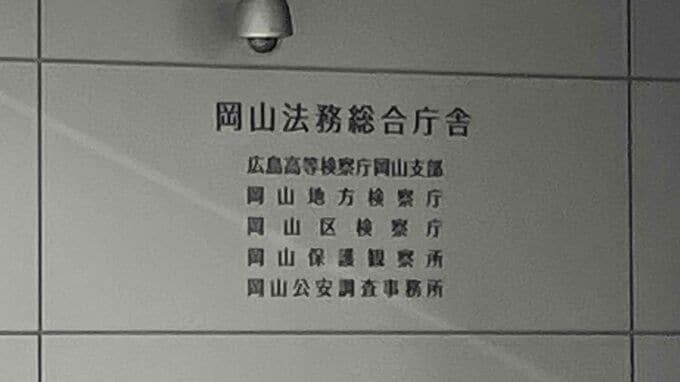 岡山法務総合庁舎
広島高等検察庁岡山支部
岡山地方検察庁
岡山区検察庁
岡山保護観察所
岡山公安調査事務所